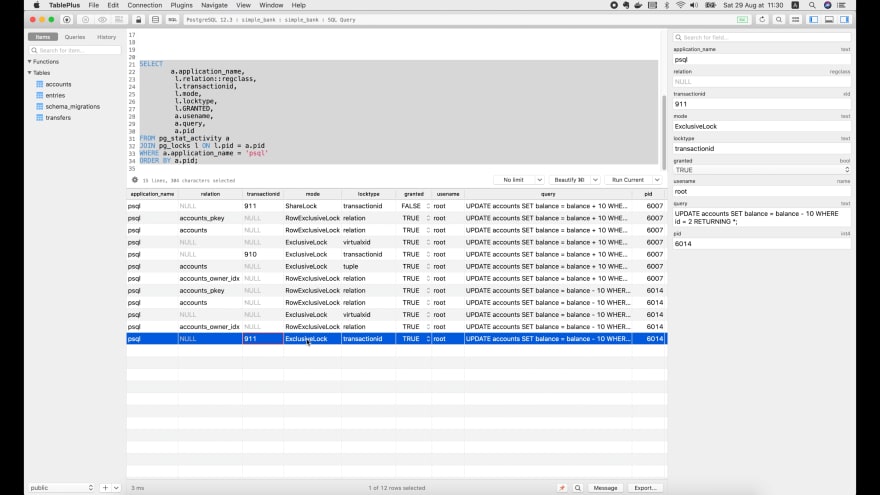 TablePlus File Edit View Connection Plugins Navigate Window Help Sat 29 Aug at 11:30
SQL PostgreSQL 12.3 : simple_bank : simple_bank : SQL Query
Items Queries History
Search for item...
Functions
Tables
accounts
entries
schema_migrations
transfers
17
18
19
20
21 SELECT
22 a.application_name,
23 l.relation::regclass,
24 l.transactionid,
25 l.mode,
26 l.locktype,
27 l.GRANTED,
28 a.usename,
29 a.query,
30 a.pid
31 FROM pg_stat_activity a
32 JOIN pg_locks l ON l.pid = a.pid
33 WHERE a.application_name = 'psql'
34 ORDER BY a.pid;
35
No limit Beautify ⌘I Run Current
application_name relation transactionid mode locktype granted usename query pid
psql NULL 911 ShareLock transactionid FALSE root UPDATE accounts SET balance = balance + 10 WHE... 6007
psql accounts_pkey NULL RowExclusiveLock relation TRUE root UPDATE accounts SET balance = balance + 10 WHE... 6007
psql accounts NULL RowExclusiveLock relation TRUE root UPDATE accounts SET balance = balance + 10 WHE... 6007
psql NULL NULL ExclusiveLock virtualxid TRUE root UPDATE accounts SET balance = balance + 10 WHE... 6007
psql NULL 910 ExclusiveLock transactionid TRUE root UPDATE accounts SET balance = balance + 10 WHE... 6007
psql accounts NULL ExclusiveLock tuple TRUE root UPDATE accounts SET balance = balance + 10 WHE... 6007
psql accounts_owner_idx NULL RowExclusiveLock relation TRUE root UPDATE accounts SET balance = balance + 10 WHE... 6007
psql accounts_pkey NULL RowExclusiveLock relation TRUE root UPDATE accounts SET balance = balance - 10 WHER... 6014
psql accounts NULL RowExclusiveLock relation TRUE root UPDATE accounts SET balance = balance - 10 WHER... 6014
psql NULL NULL ExclusiveLock virtualxid TRUE root UPDATE accounts SET balance = balance - 10 WHER... 6014
psql accounts_owner_idx NULL RowExclusiveLock relation TRUE root UPDATE accounts SET balance = balance - 10 WHER... 6014
psql NULL 911 ExclusiveLock transactionid TRUE root UPDATE accounts SET balance = balance - 10 WHER... 6014
public
3 ms 1 of 12 rows selected Message Export...
Search for field...
application_name text
psql
relation regclass
NULL
transactionid xid
911
mode text
ExclusiveLock
locktype text
transactionid
granted bool
TRUE
usename name
root
query text
UPDATE accounts SET balance = balance - 10 WHERE
id = 2 RETURNING *;
pid int4
6014